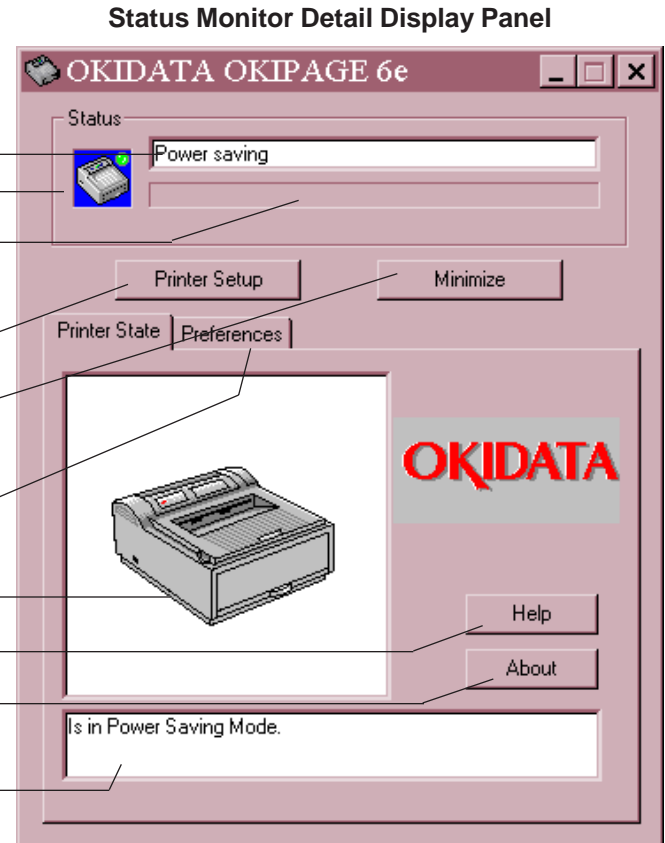 Status Monitor Detail Display Panel
OKIDATA OKIPAGE 6e
Status
Power saving
Printer Setup
Minimize
Printer State
Preferences
OKIDATA
Help
About
Is in Power Saving Mode.